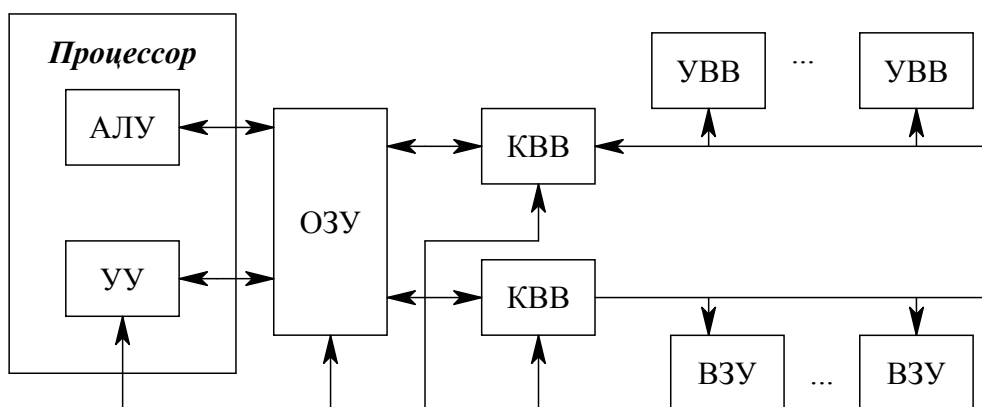 Процессор
УВВ ... УВВ
АЛУ
КВВ
ОЗУ
УУ
КВВ
ВЗУ ... ВЗУ